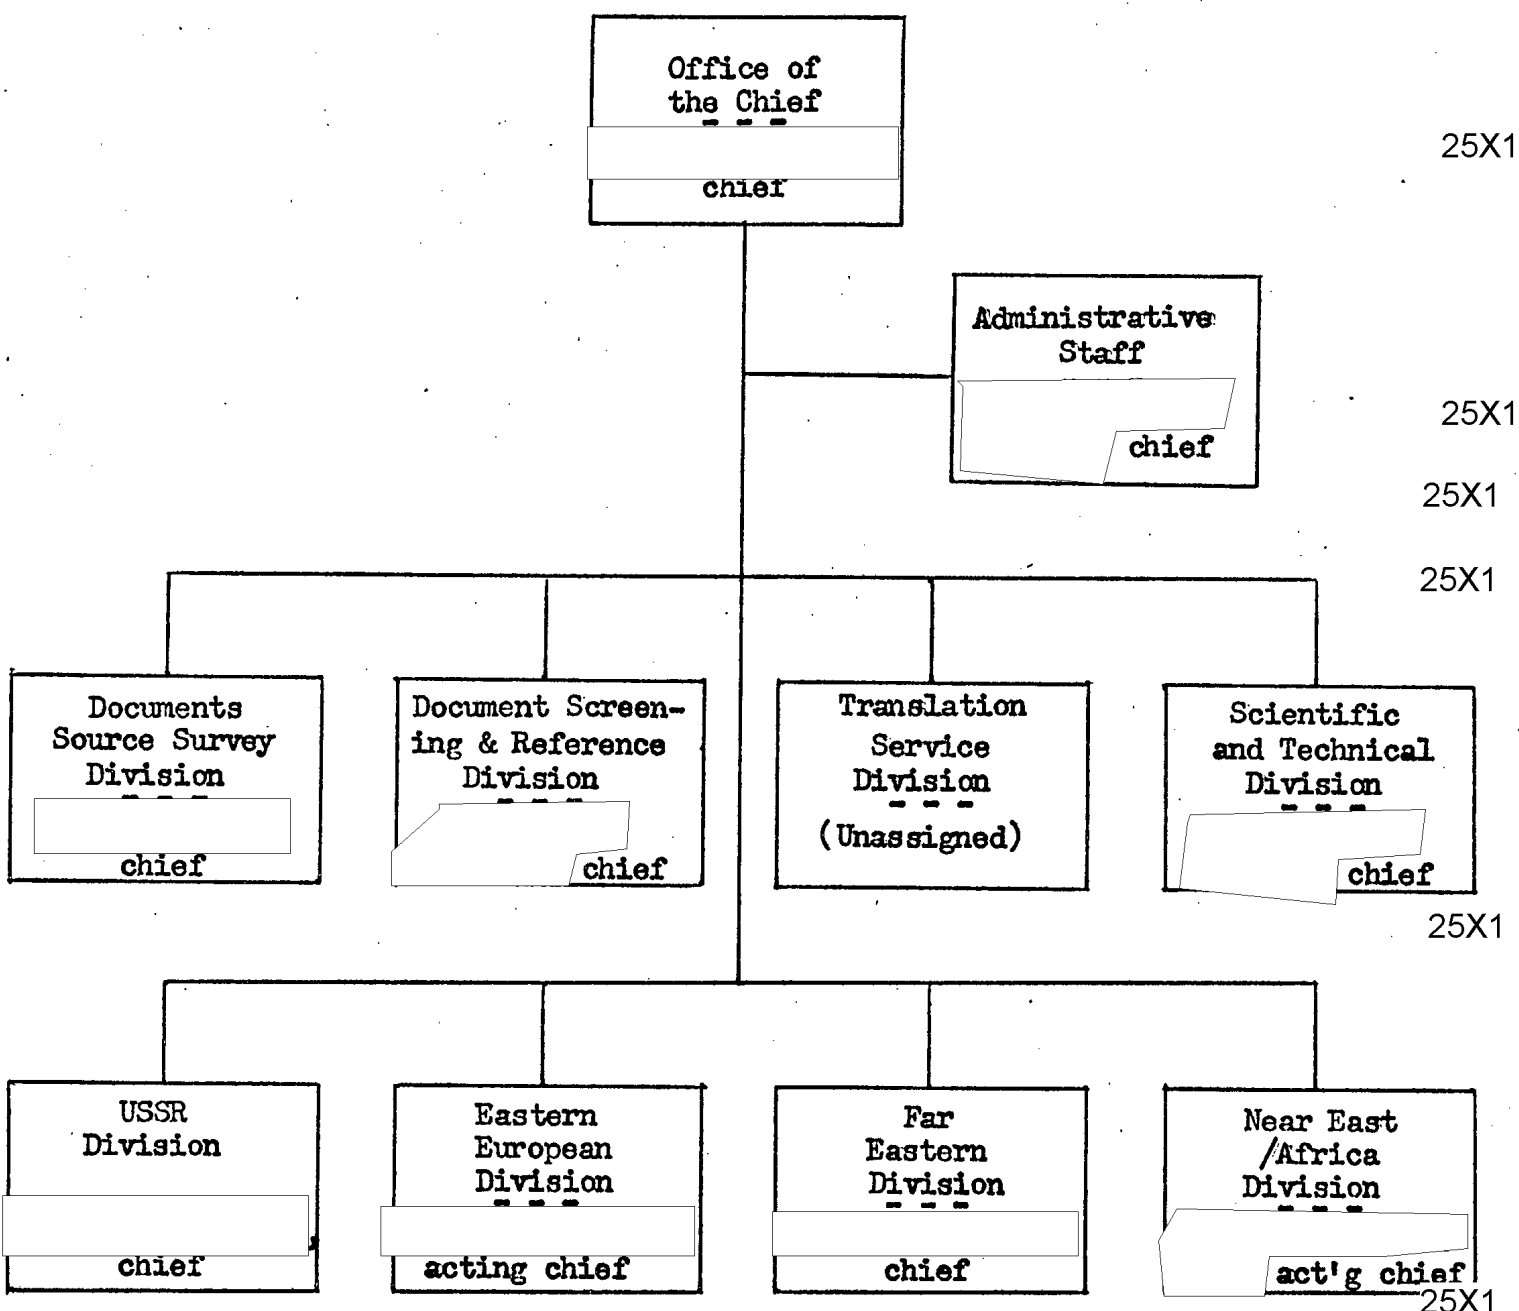 Office of
the Chief
- - -
chief
25X1
Administrative
Staff
25X1
chief
25X1
25X1
Documents
Source Survey
Division
- - -
chief
Document Screen-
ing & Reference
Division
- - -
chief
Translation
Service
Division
- - -
(Unassigned)
Scientific
and Technical
Division
- - -
chief
25X1
USSR
Division
chief
Eastern
European
Division
- - -
acting chief
Far
Eastern
Division
- - -
chief
Near East
/Africa
Division
- - -
act'g chief
25X1